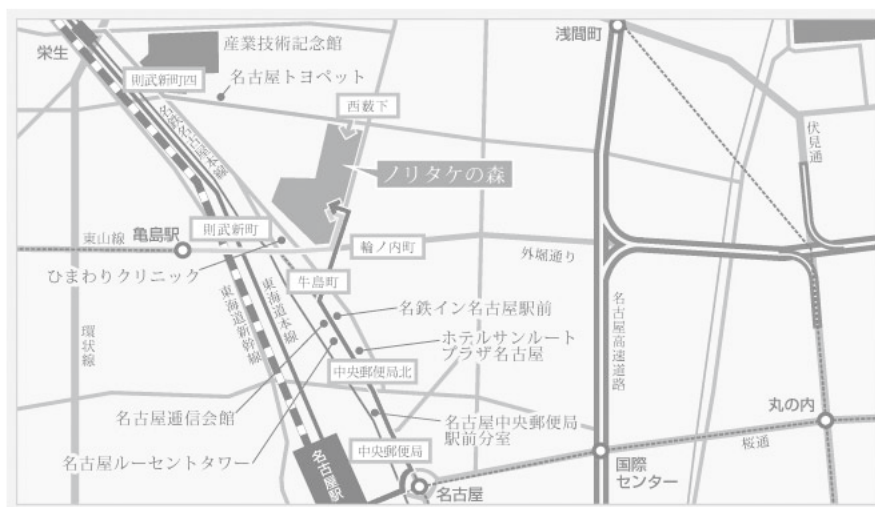 浅間町
栄生
産業技術記念館
則武新町四
名古屋トヨペット
西薮下
名鉄名古屋本線
伏見通
ノリタケの森
東山線
亀島駅
則武新町
輪ノ内町
外堀通り
ひまわりクリニック
牛島町
東海道新幹線
東海道本線
名鉄イン名古屋駅前
環状線
名古屋高速道路
ホテルサンルート
プラザ名古屋
中央郵便局北
名古屋逓信会館
名古屋中央郵便局
駅前分室
丸の内
桜通
中央郵便局
名古屋ルーセントタワー
名古屋駅
名古屋
国際
センター